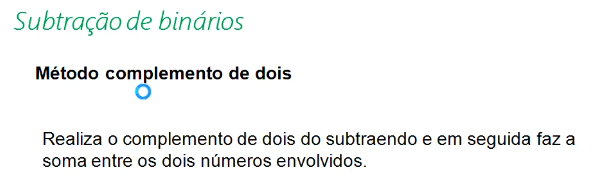 Subtração de binários
Método complemento de dois
Realiza o complemento de dois do subtraendo e em seguida faz a
soma entre os dois números envolvidos.